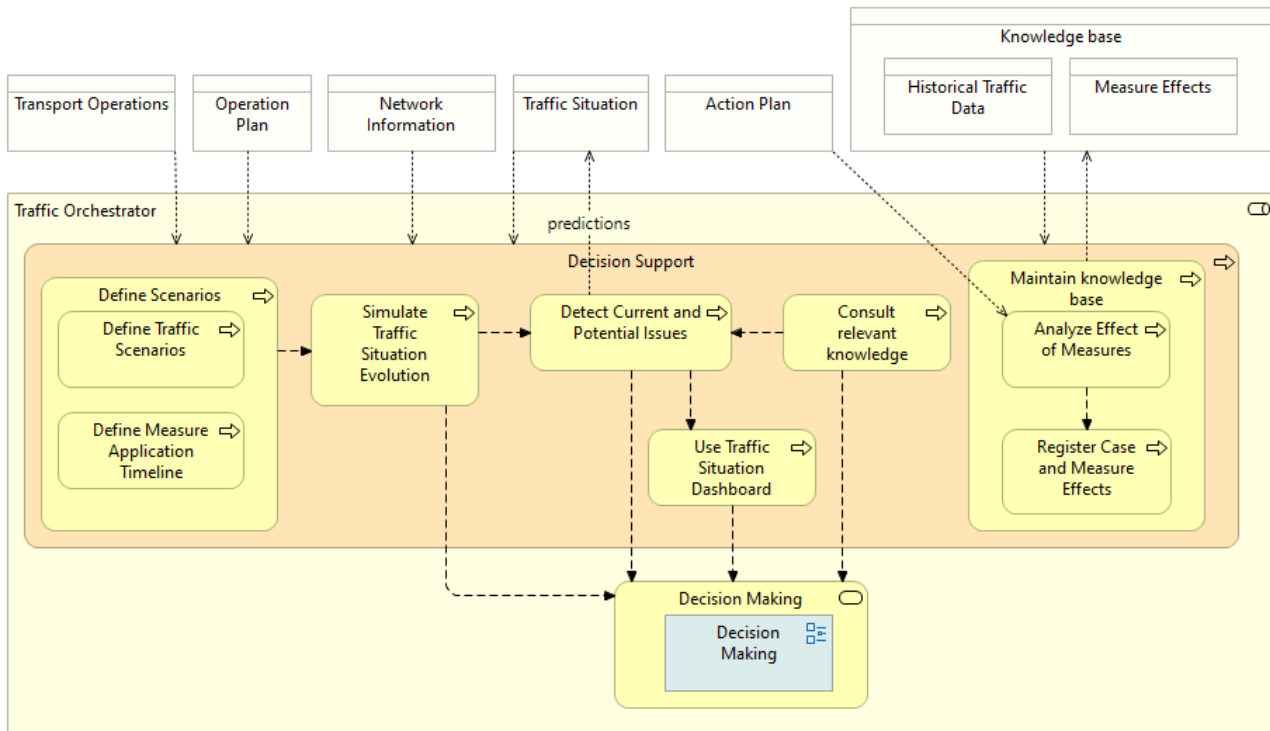 Knowledge base
Transport Operations
Operation
Plan
Network
Information
Traffic Situation
Action Plan
Historical Traffic
Data
Measure Effects
Traffic Orchestrator
predictions
Decision Support
Define Scenarios
Define Traffic
Scenarios
Define Measure
Application
Timeline
Simulate
Traffic
Situation
Evolution
Detect Current and
Potential Issues
Consult
relevant
knowledge
Use Traffic
Situation
Dashboard
Maintain knowledge
base
Analyze Effect
of Measures
Register Case
and Measure
Effects
Decision Making
Decision
Making